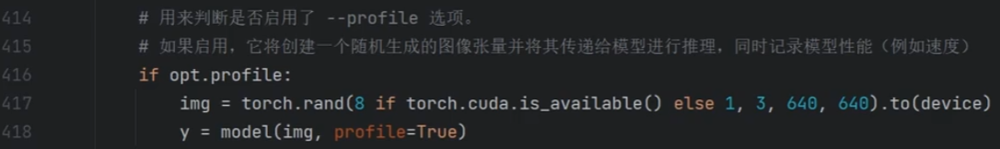 414 # 用来判断是否启用了 --profile 选项。
415 # 如果启用，它将创建一个随机生成的图像张量并将其传递给模型进行推理，同时记录模型性能（例如速度）
416 if opt.profile:
417 img = torch.rand(8 if torch.cuda.is_available() else 1, 3, 640, 640).to(device)
418 y = model(img, profile=True)